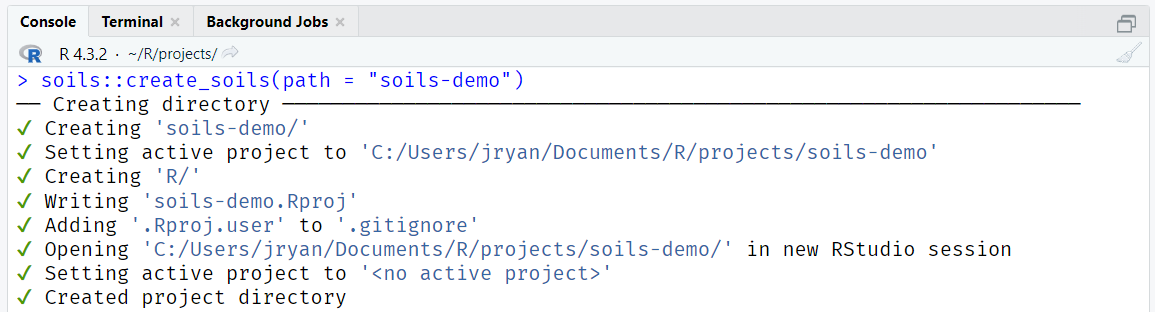 Console Terminal × Background Jobs ×
R R 4.3.2 · ~/R/projects/
> soils::create_soils(path = "soils-demo")
── Creating directory ──────────────────────────────────────────────────────────
✓ Creating 'soils-demo/'
✓ Setting active project to 'C:/Users/jryan/Documents/R/projects/soils-demo'
✓ Creating 'R/'
✓ Writing 'soils-demo.Rproj'
✓ Adding '.Rproj.user' to '.gitignore'
✓ Opening 'C:/Users/jryan/Documents/R/projects/soils-demo/' in new RStudio session
✓ Setting active project to '<no active project>'
✓ Created project directory